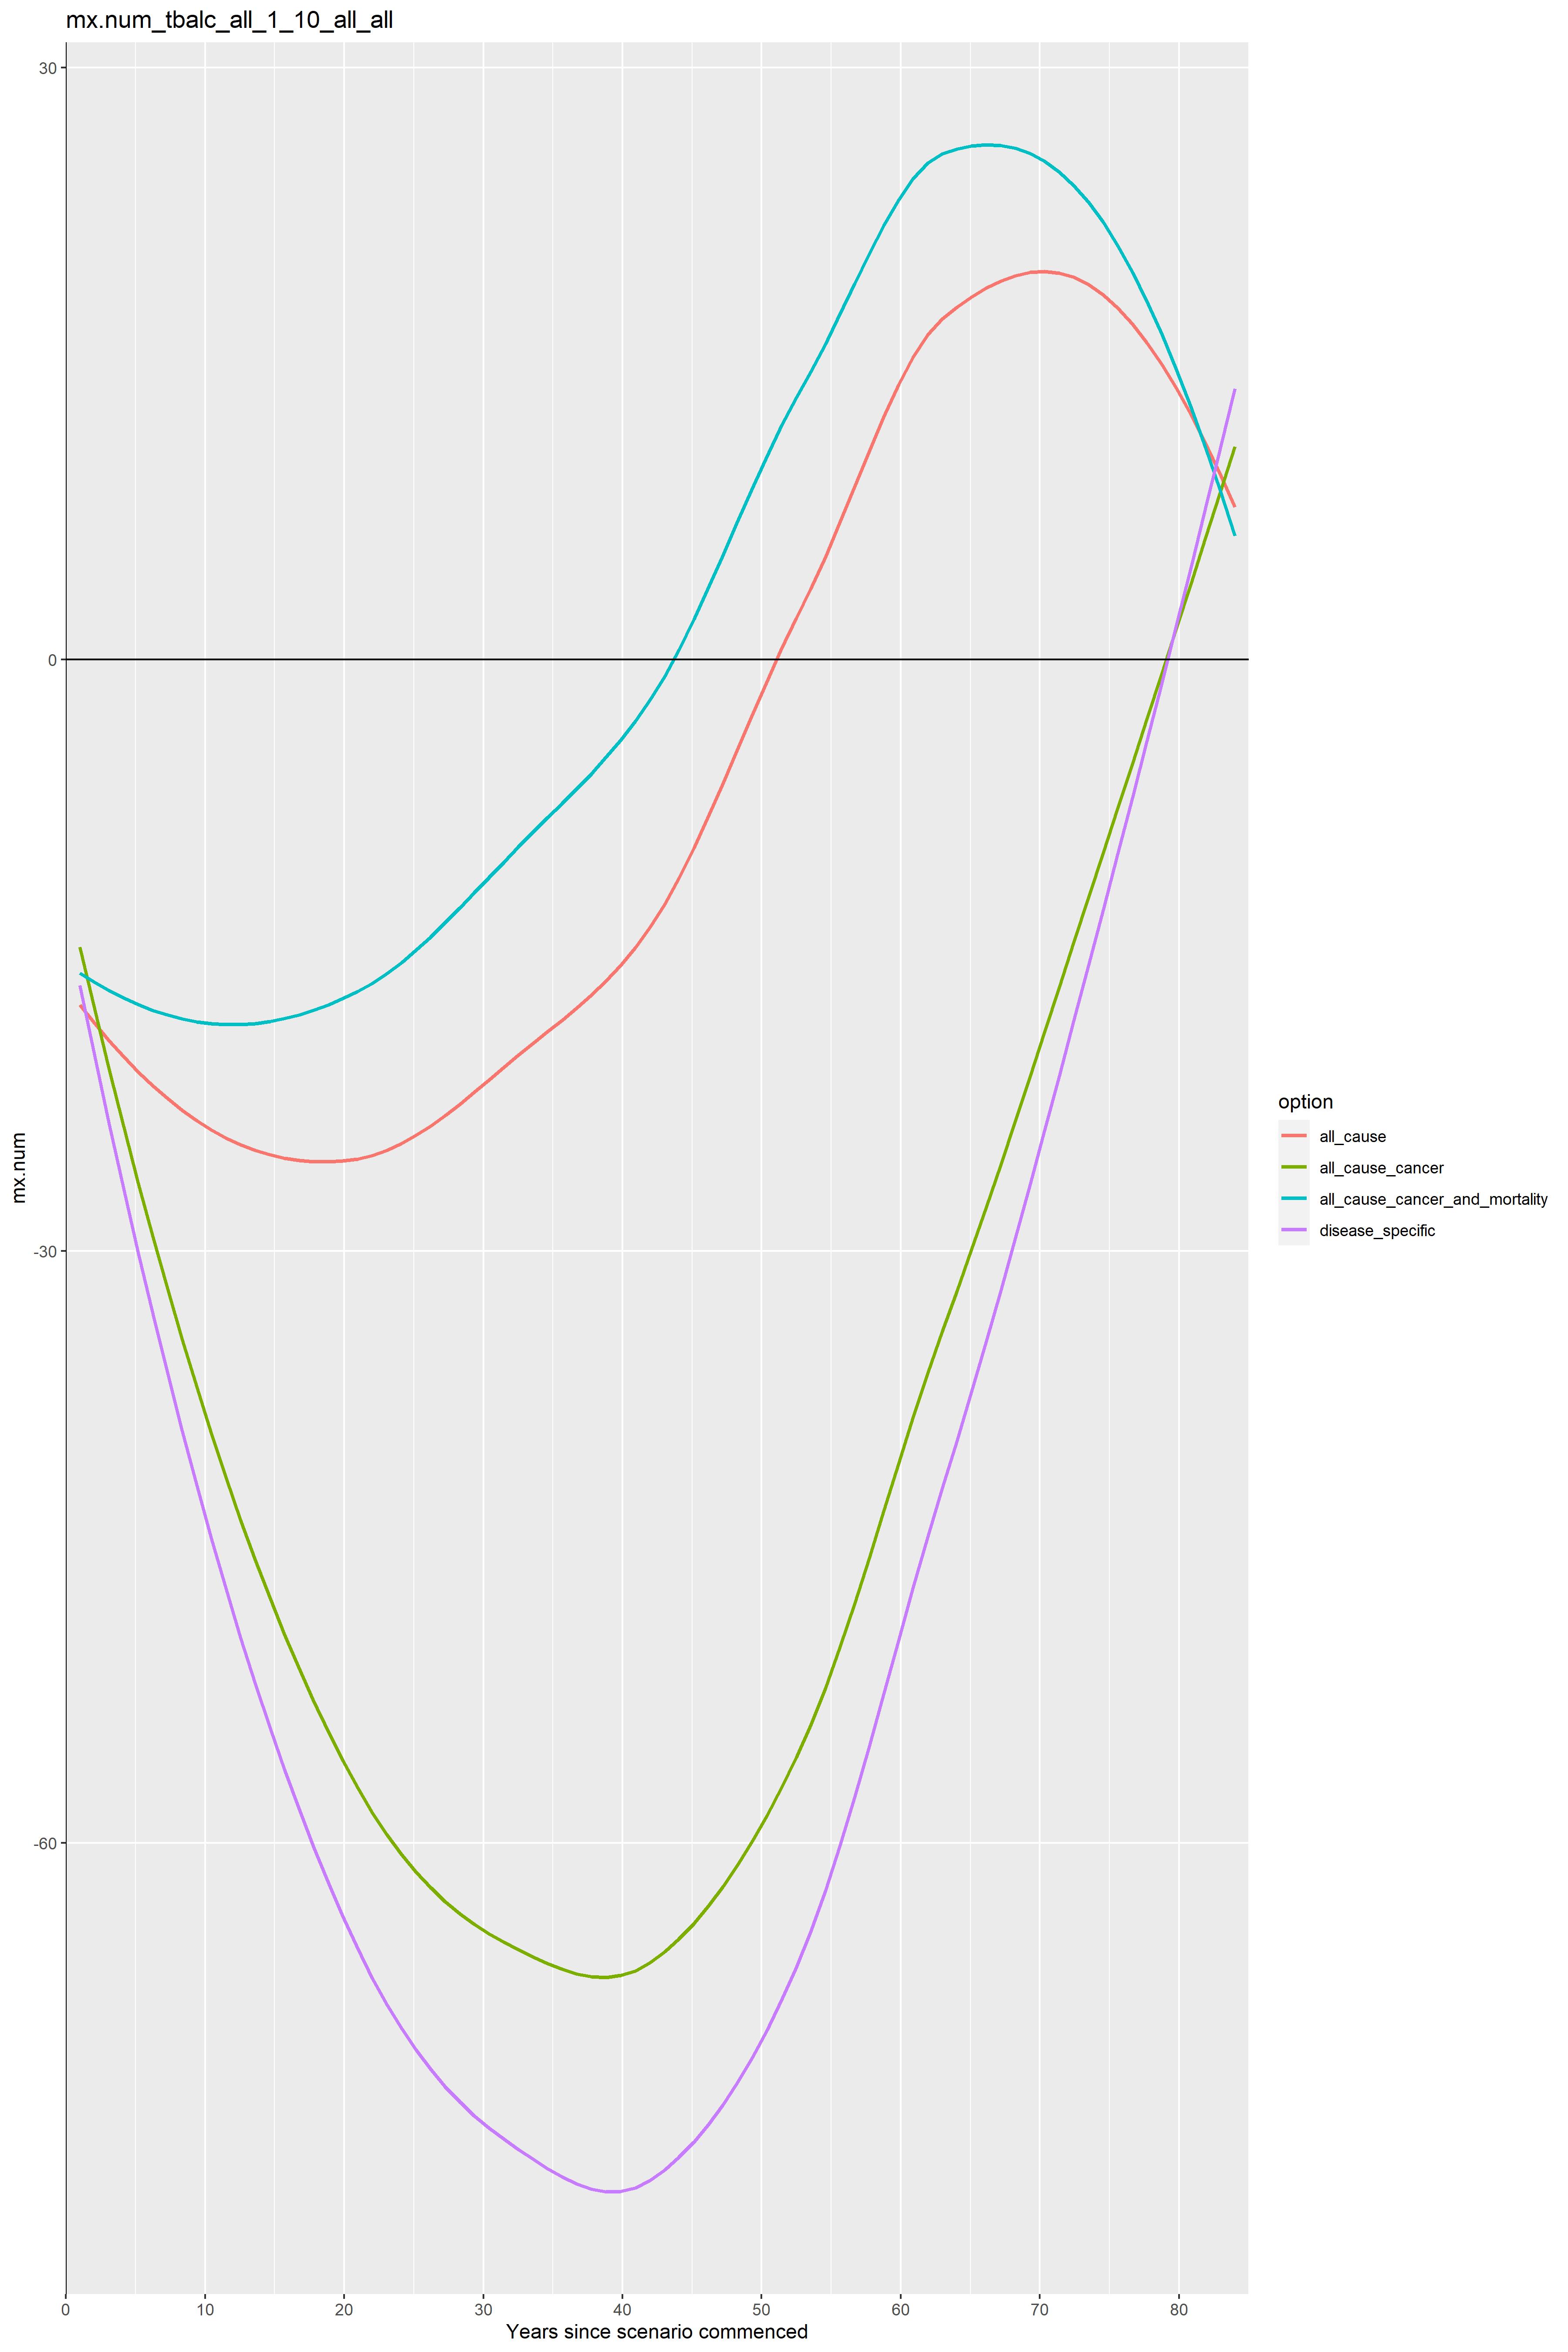 mx.num_tbalc_all_1_10_all_all
30
0
-30
-60
mx.num
0 10 20 30 40 50 60 70 80
Years since scenario commenced
option
all_cause
all_cause_cancer
all_cause_cancer_and_mortality
disease_specific